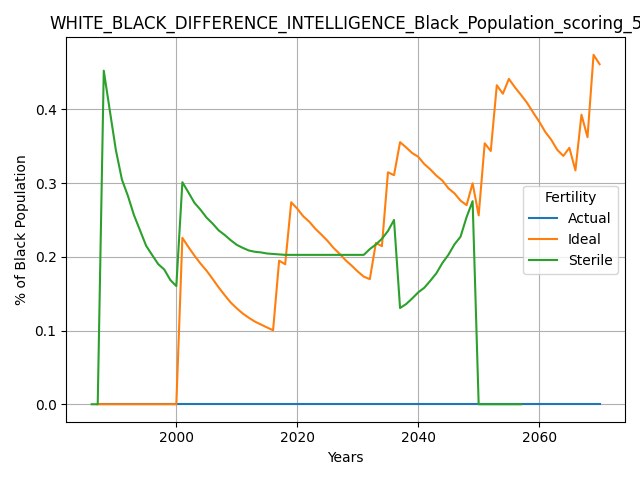 WHITE_BLACK_DIFFERENCE_INTELLIGENCE_Black_Population_scoring_5
% of Black Population
0.4
0.3
0.2
0.1
0.0
Fertility
Actual
Ideal
Sterile
2000
2020
2040
2060
Years